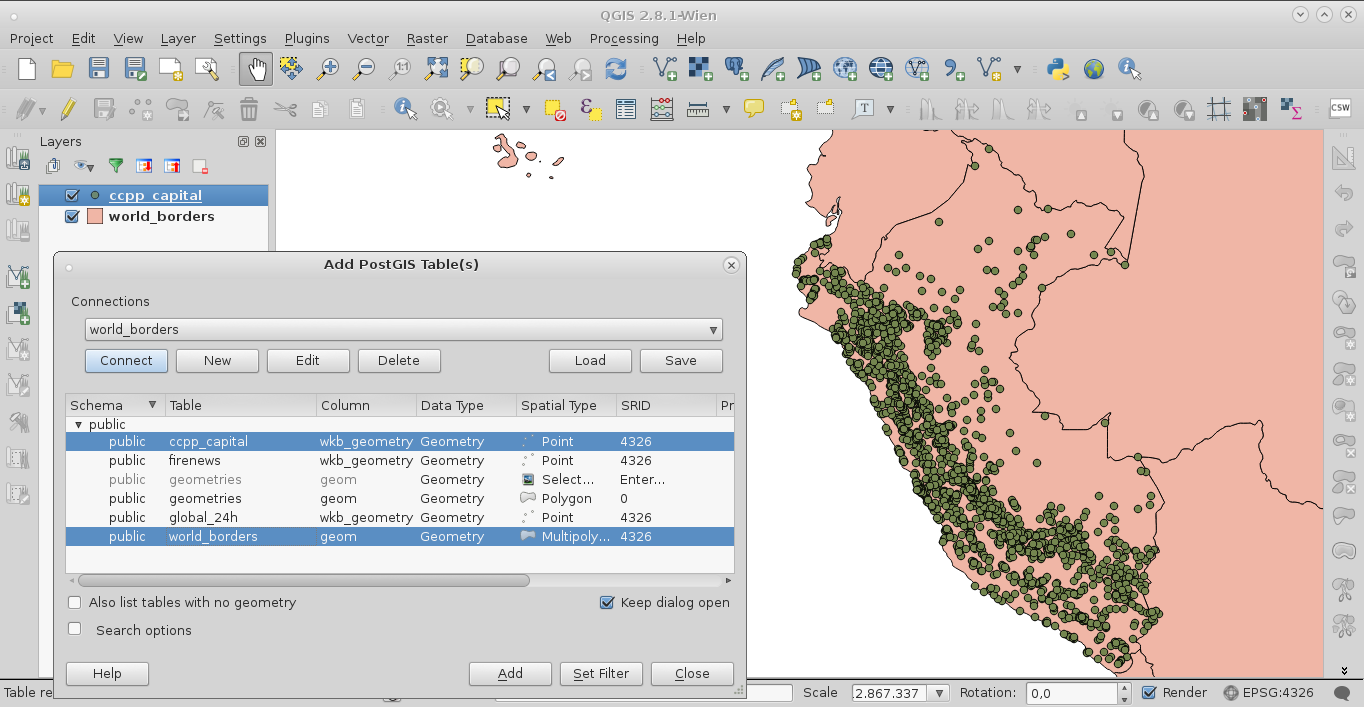 QGIS 2.8.1-Wien
Project Edit View Layer Settings Plugins Vector Raster Database Web Processing Help
CSW
Layers
ccpp_capital
world_borders
Add PostGIS Table(s)
Connections
world_borders
Connect New Edit Delete Load Save
Schema Table Column Data Type Spatial Type SRID Pr
public
public ccpp_capital wkb_geometry Geometry Point 4326
public firenews wkb_geometry Geometry Point 4326
public geometries geom Geometry Select... Enter...
public geometries geom Geometry Polygon 0
public global_24h wkb_geometry Geometry Point 4326
public world_borders geom Geometry Multipoly... 4326
Also list tables with no geometry Keep dialog open
Search options
Help Add Set Filter Close
Table re Scale 2.867.337 Rotation: 0,0 Render EPSG:4326